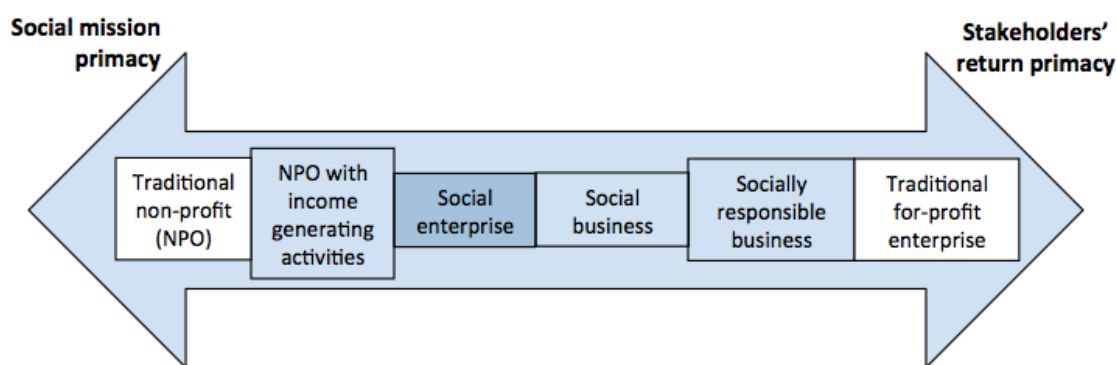 Social mission
primacy
Stakeholders’
return primacy
Traditional
non-profit
(NPO)
NPO with
income
generating
activities
Social
enterprise
Social
business
Socially
responsible
business
Traditional
for-profit
enterprise